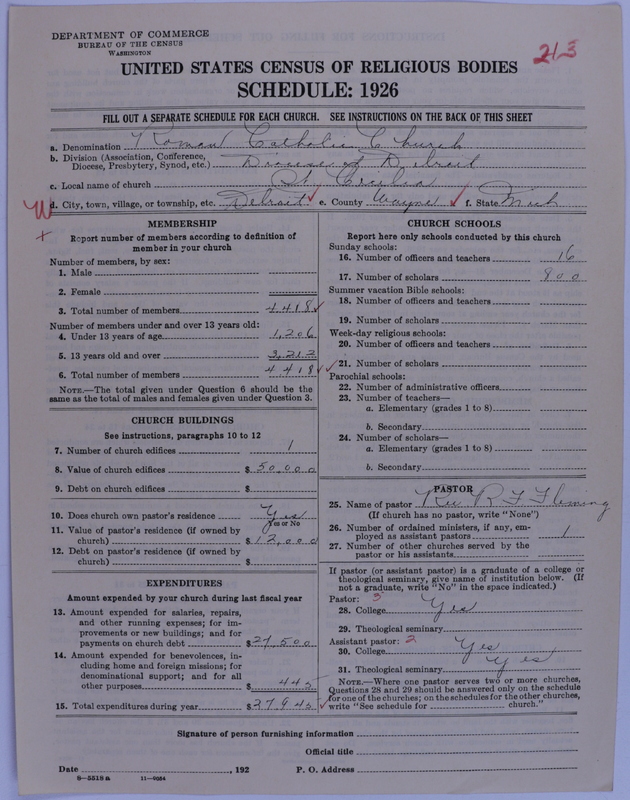 DEPARTMENT OF COMMERCE
BUREAU OF THE CENSUS
WASHINGTON
213
UNITED STATES CENSUS OF RELIGIOUS BODIES
SCHEDULE: 1926
FILL OUT A SEPARATE SCHEDULE FOR EACH CHURCH. SEE INSTRUCTIONS ON THE BACK OF THIS SHEET
a. Denomination Roman Catholic Church
b. Division (Association, Conference, Diocese, Presbytery, Synod, etc.) Diocese of Detroit
c. Local name of church St Cecilia
d. City, town, village, or township, etc. Detroit e. County Wayne f. State Mich
MEMBERSHIP
Report number of members according to definition of
member in your church
Number of members, by sex:
1. Male
2. Female
3. Total number of members 4,418
Number of members under and over 13 years old:
4. Under 13 years of age 1,206
5. 13 years old and over 3,212
6. Total number of members 4 418
NOTE.—The total given under Question 6 should be
same as the total of males and females given under Question 3.
CHURCH BUILDINGS
See instructions, paragraphs 10 to 12
7. Number of church edifices 1
8. Value of church edifices $50,000
9. Debt on church edifices $
10. Does church own pastor's residence Yes
Yes or No
11. Value of pastor's residence (if owned by
church) $12,000
12. Debt on pastor's residence (if owned by
church) $
EXPENDITURES
Amount expended by your church during last fiscal year
13. Amount expended for salaries, repairs,
and other running expenses; for im-
provements or new buildings; and for
payments on church debt $27,500
14. Amount expended for benevolences, in-
cluding home and foreign missions; for
denominational support; and for all
other purposes $445
15. Total expenditures during year $27945
CHURCH SCHOOLS
Report here only schools conducted by this church
Sunday schools:
16. Number of officers and teachers 16
17. Number of scholars 800
Summer vacation Bible schools:
18. Number of officers and teachers
19. Number of scholars
Week-day religious schools:
20. Number of officers and teachers
21. Number of scholars
Parochial schools:
22. Number of administrative officers
23. Number of teachers—
a. Elementary (grades 1 to 8)
b. Secondary
24. Number of scholars—
a. Elementary (grades 1 to 8)
b. Secondary
PASTOR
25. Name of pastor Rev R F Fleming
(If church has no pastor, write "None")
26. Number of ordained ministers, if any, em-
ployed as assistant pastors 1
27. Number of other churches served by the
pastor or his assistants
If pastor (or assistant pastor) is a graduate of a college or
theological seminary, give name of institution below. (If
not a graduate, write "No" in the space indicated.)
Pastor:
28. College Yes
29. Theological seminary
Assistant pastor: 2
30. College Yes
31. Theological seminary Yes
NOTE.—Where one pastor serves two or more churches,
Questions 28 and 29 should be answered only on the schedule
for one of the churches; on the schedules for the other churches,
write "See schedule for church."
Signature of person furnishing information
Official title
Date , 192 P. O. Address
8—5518 a 11—9054